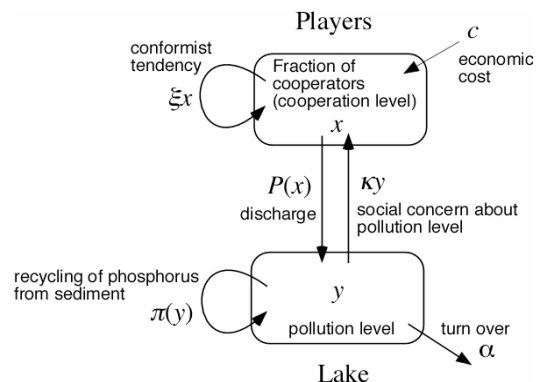 Players
conformist
tendency
ξx
Fraction of
cooperators
(cooperation level)
x
c
economic
cost
P(x)
discharge
κy
social concern about
pollution level
recycling of phosphorus
from sediment
π(y)
y
pollution level
turn over
α
Lake